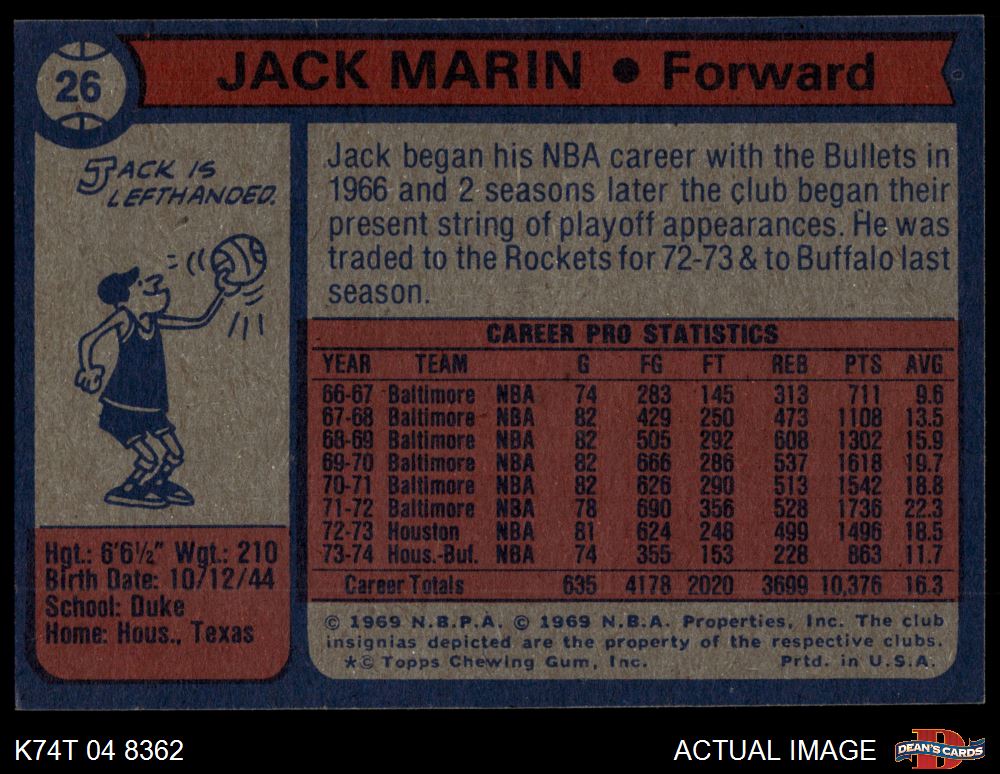 26
JACK MARIN • Forward
JACK IS
LEFTHANDED.
Jack began his NBA career with the Bullets in
1966 and 2 seasons later the club began their
present string of playoff appearances. He was
traded to the Rockets for 72-73 & to Buffalo last
season.
CAREER PRO STATISTICS
YEAR TEAM G FG FT REB PTS AVG
66-67 Baltimore NBA 74 283 145 313 711 9.6
67-68 Baltimore NBA 82 429 250 473 1108 13.5
68-69 Baltimore NBA 82 505 292 608 1302 15.9
69-70 Baltimore NBA 82 666 286 537 1618 19.7
70-71 Baltimore NBA 82 626 290 513 1542 18.8
71-72 Baltimore NBA 78 690 356 528 1736 22.3
72-73 Houston NBA 81 624 248 499 1496 18.5
73-74 Hous.-Buf. NBA 74 355 153 228 863 11.7
Career Totals 635 4178 2020 3699 10,376 16.3
Hgt.: 6'6½" Wgt.: 210
Birth Date: 10/12/44
School: Duke
Home: Hous., Texas
© 1969 N.B.P.A. © 1969 N.B.A. Properties, Inc. The club
insignias depicted are the property of the respective clubs.
★© Topps Chewing Gum, Inc. Prtd. in U.S.A.
K74T 04 8362
ACTUAL IMAGE
DEAN'S CARDS